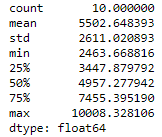 count 10.000000
mean 5502.648393
std 2611.020893
min 2463.668816
25% 3447.879792
50% 4957.277942
75% 7455.395190
max 10008.328106
dtype: float64